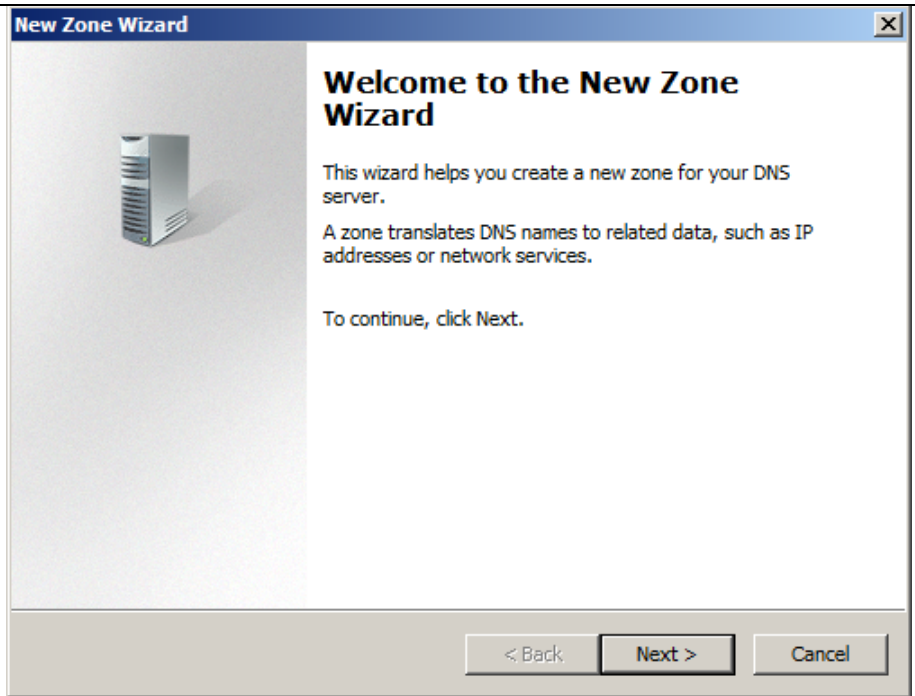 New Zone Wizard
Welcome to the New Zone
Wizard
This wizard helps you create a new zone for your DNS
server.
A zone translates DNS names to related data, such as IP
addresses or network services.
To continue, click Next.
< Back
Next >
Cancel